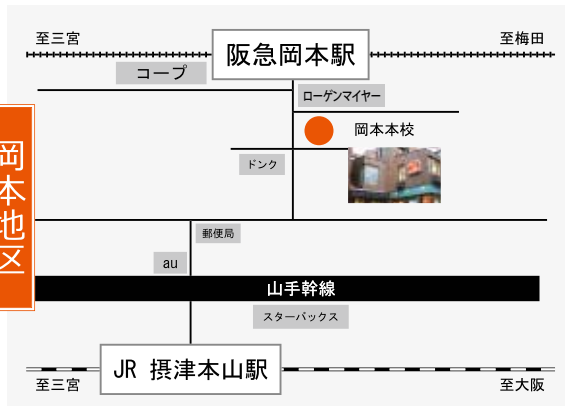 至三宮
阪急岡本駅
至梅田
コープ
ローゲンマイヤー
岡本本校
ドンク
岡本地区
郵便局
au
山手幹線
スターバックス
JR 摂津本山駅
至三宮
至大阪